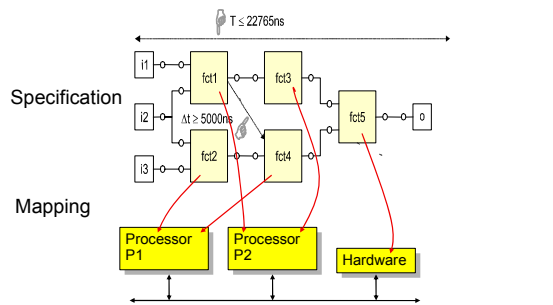 T ≤ 22765ns
i1
fct1
fct3
Specification
i2
Δt ≥ 5000ns
fct5
o
i3
fct2
fct4
Mapping
Processor
P1
Processor
P2
Hardware